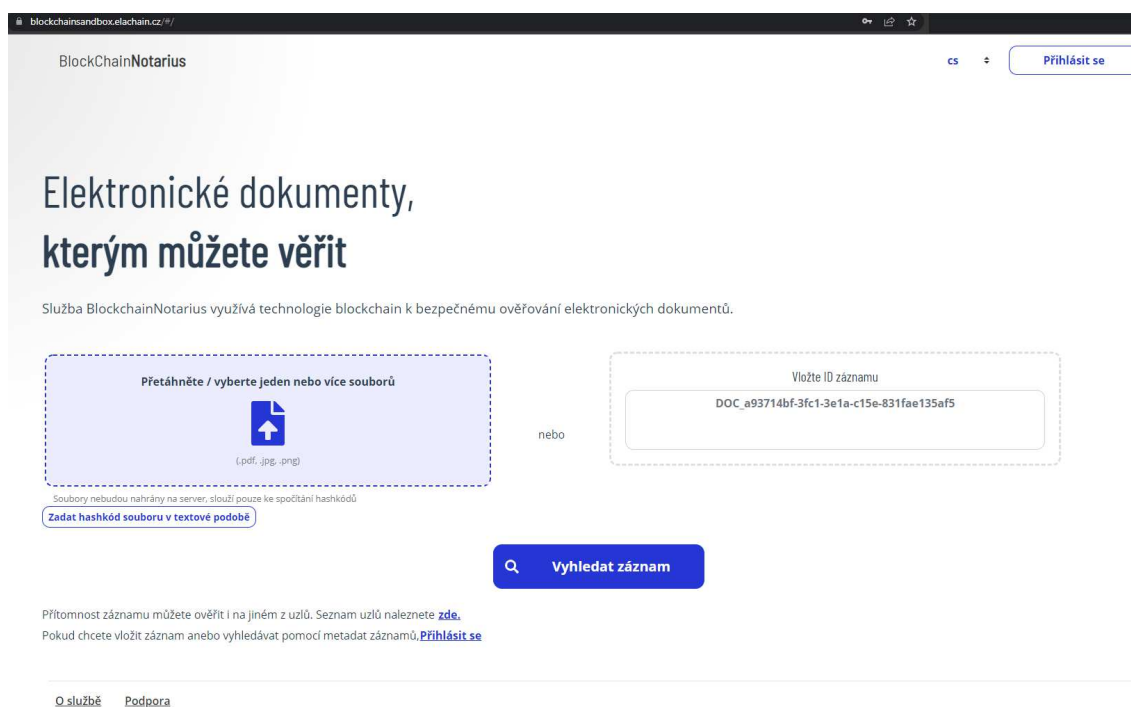 blockchainsandbox.elachain.cz/#/
BlockChainNotarius
cs
Přihlásit se
Elektronické dokumenty,
kterým můžete věřit
Služba BlockchainNotarius využívá technologie blockchain k bezpečnému ověřování elektronických dokumentů.
Přetáhněte / vyberte jeden nebo více souborů
(.pdf, .jpg, .png)
Soubory nebudou nahrány na server, slouží pouze ke spočítání hashkódů
Zadat hashkód souboru v textové podobě
nebo
Vložte ID záznamu
DOC_a93714bf-3fc1-3e1a-c15e-831fae135af5
Vyhledat záznam
Přítomnost záznamu můžete ověřit i na jiném z uzlů. Seznam uzlů naleznete zde.
Pokud chcete vložit záznam anebo vyhledávat pomocí metadat záznamů,Přihlásit se
O službě Podpora